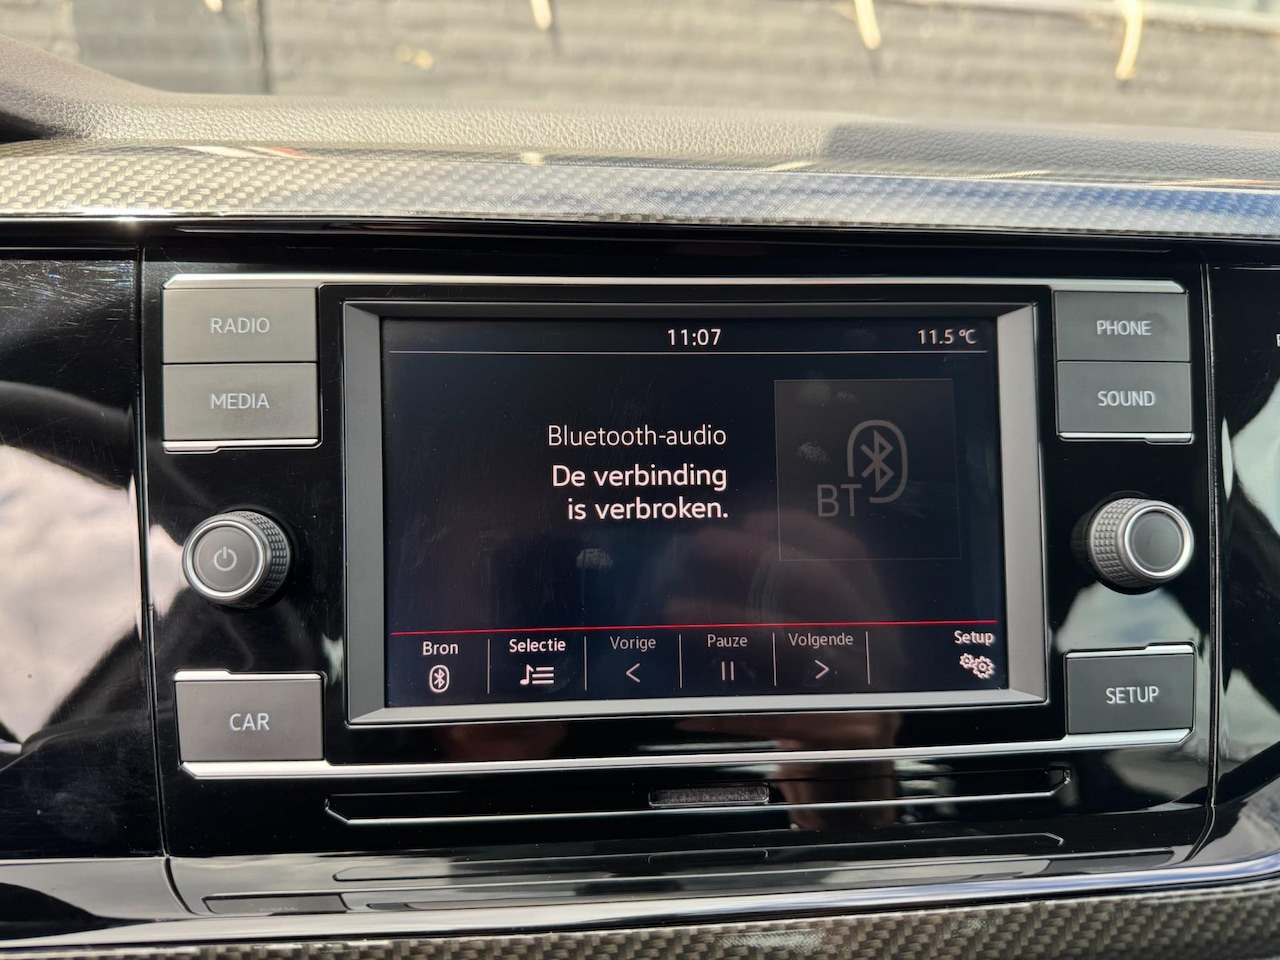 RADIO
MEDIA
CAR
11:07
11.5 °C
Bluetooth-audio
De verbinding
is verbroken.
BT
Bron
Selectie
Vorige
Pauze
Volgende
Setup
PHONE
SOUND
SETUP